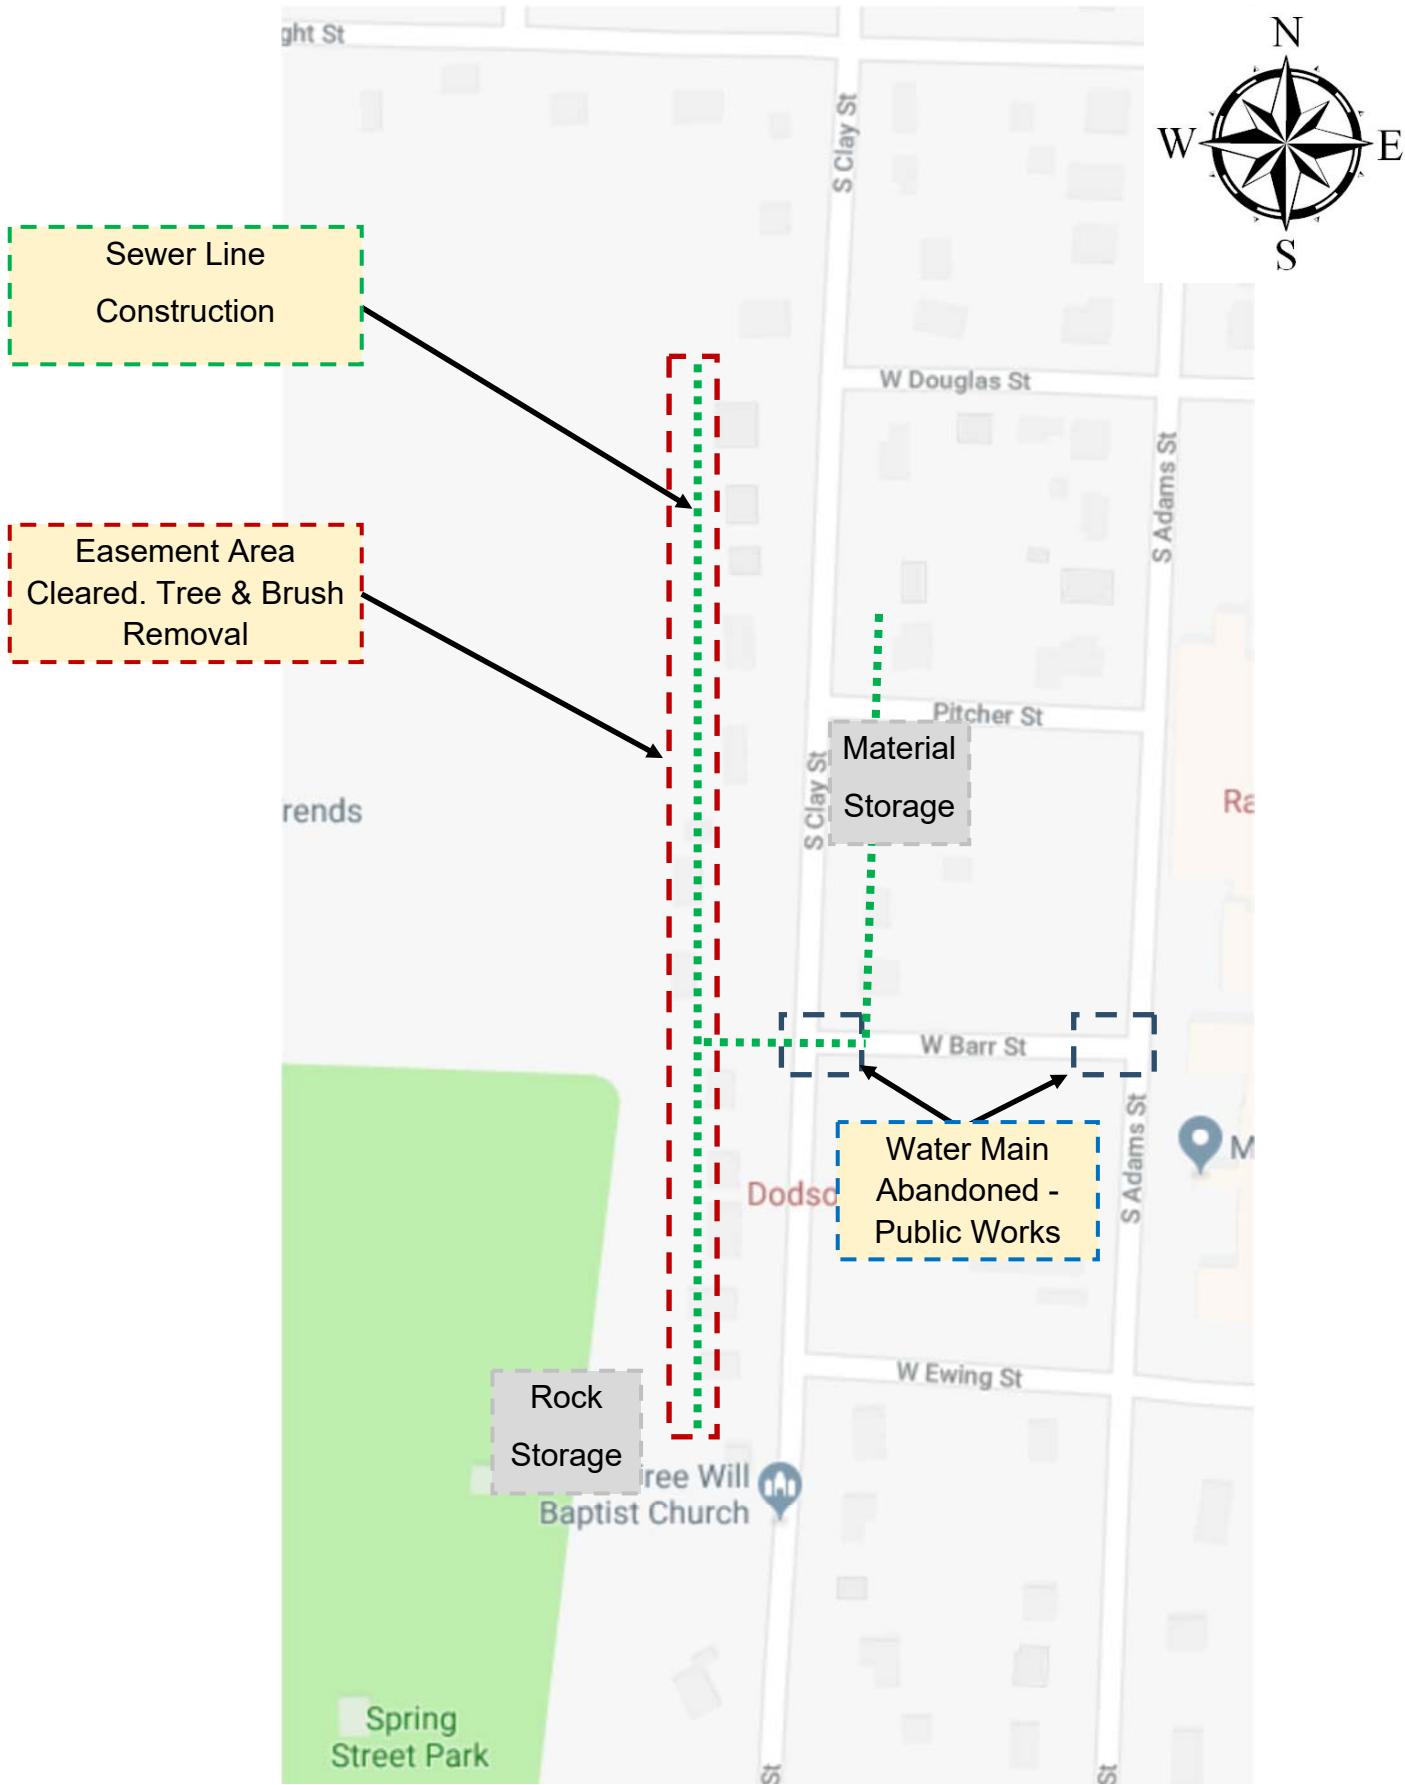 N
W
E
S
ght St
S Clay St
Sewer Line
Construction
W Douglas St
S Adams St
Easement Area
Cleared. Tree & Brush
Removal
Pitcher St
Material
Storage
S Clay St
rends
Ra
W Barr St
Water Main
Abandoned -
Public Works
S Adams St
M
Dodso
W Ewing St
Rock
Storage
ree Will
Baptist Church
Spring
Street Park
St
St